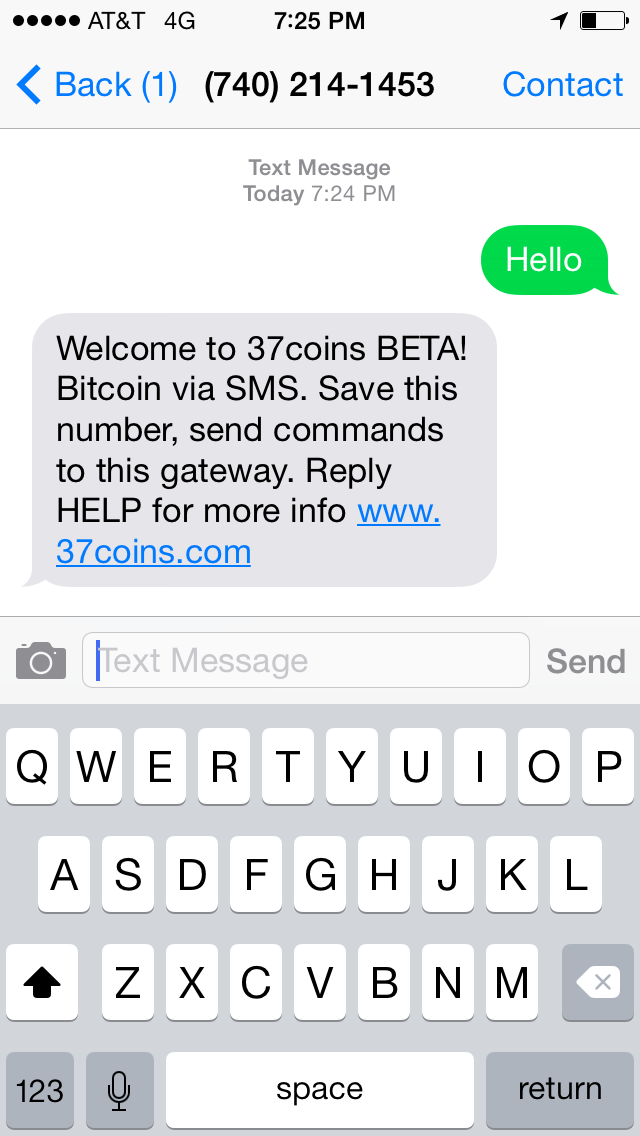 AT&T 4G 7:25 PM
Back (1) (740) 214-1453 Contact
Text Message
Today 7:24 PM
Hello
Welcome to 37coins BETA!
Bitcoin via SMS. Save this
number, send commands
to this gateway. Reply
HELP for more info www.
37coins.com
Text Message Send
Q W E R T Y U I O P
A S D F G H J K L
Z X C V B N M
123 space return